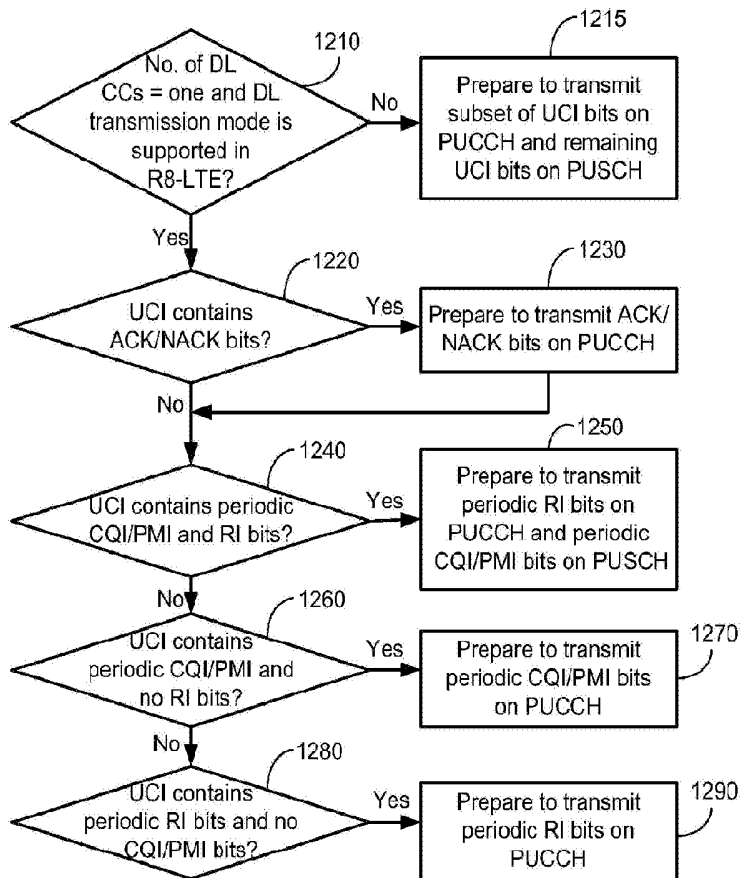 1210
No. of DL
CCs = one and DL
transmission mode is
supported in
R8-LTE?
No
1215
Prepare to transmit
subset of UCI bits on
PUCCH and remaining
UCI bits on PUSCH
Yes
1220
UCI contains
ACK/NACK bits?
Yes
1230
Prepare to transmit ACK/
NACK bits on PUCCH
No
1240
UCI contains periodic
CQI/PMI and RI bits?
Yes
1250
Prepare to transmit
periodic RI bits on
PUCCH and periodic
CQI/PMI bits on PUSCH
No
1260
UCI contains
periodic CQI/PMI and
no RI bits?
Yes
1270
Prepare to transmit
periodic CQI/PMI bits
on PUCCH
No
1280
UCI contains
periodic RI bits and no
CQI/PMI bits?
Yes
1290
Prepare to transmit
periodic RI bits on
PUCCH